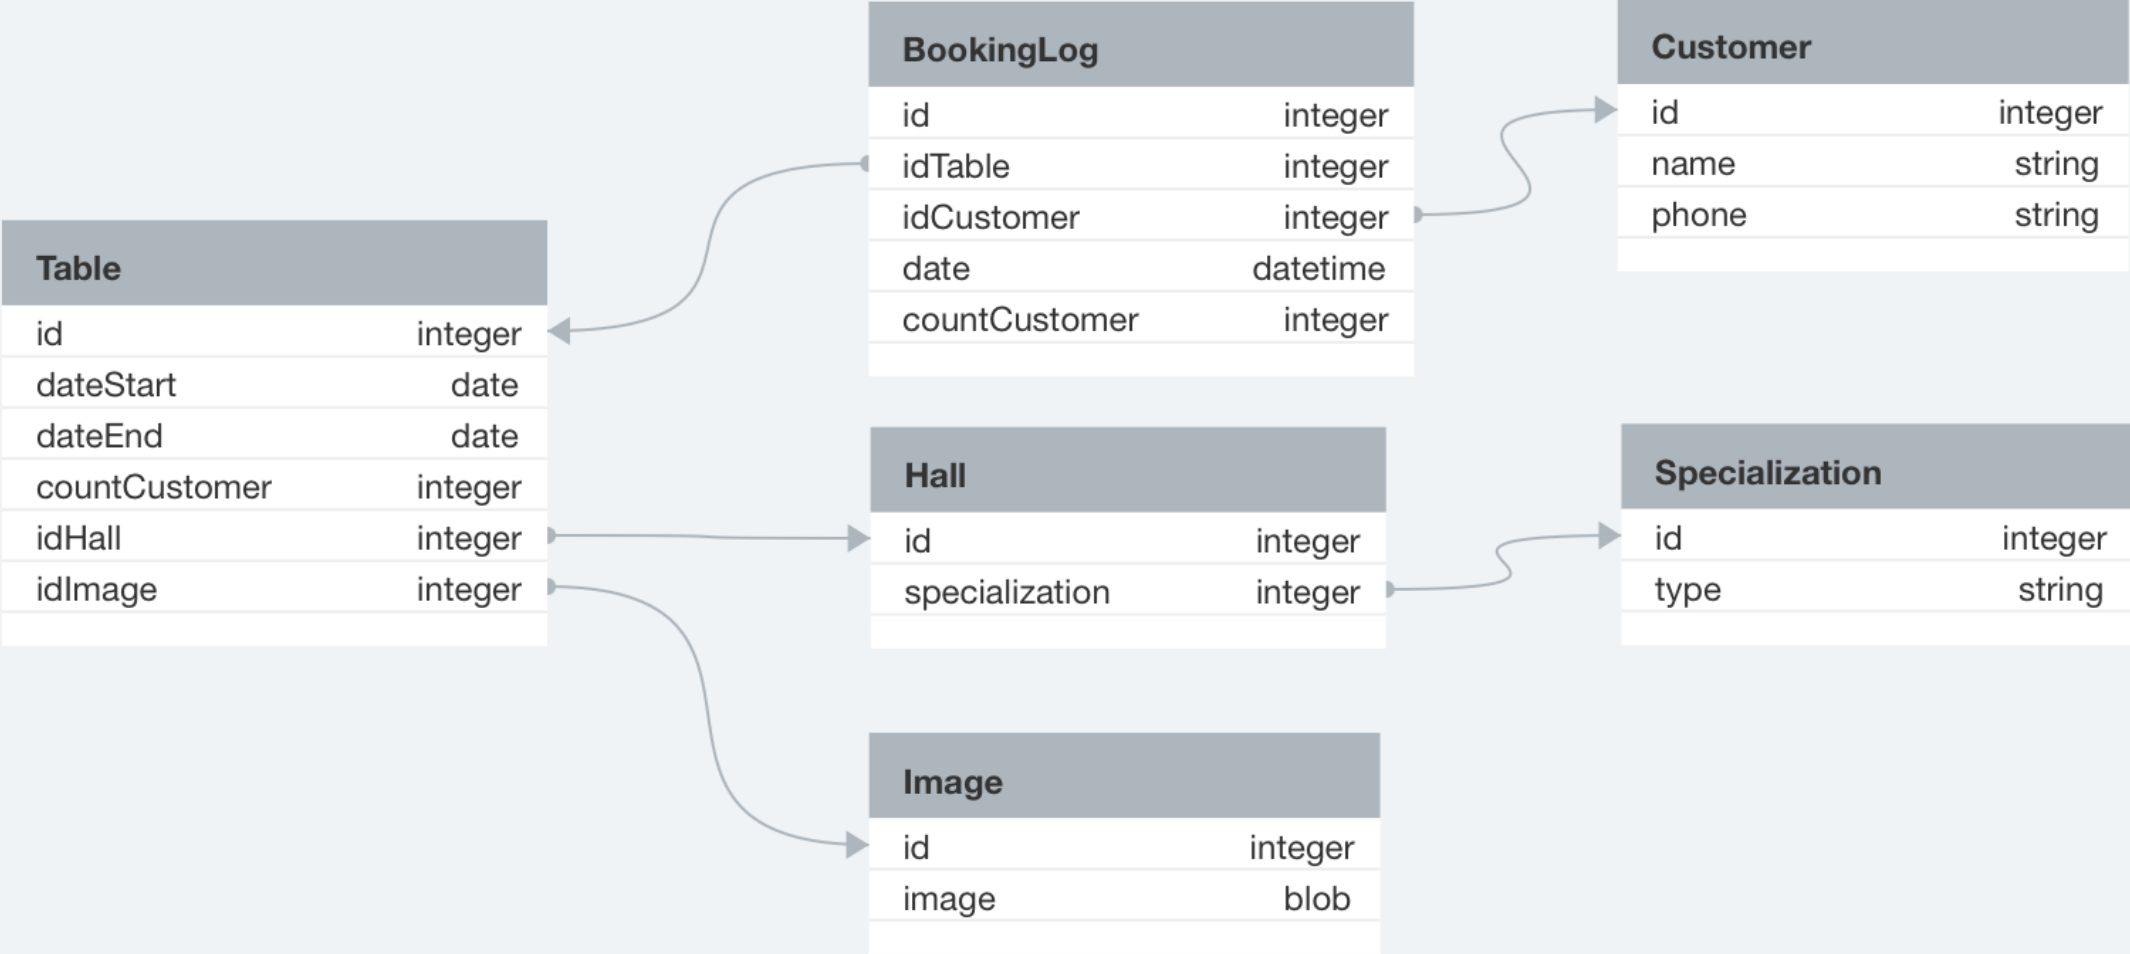 BookingLog
id integer
idTable integer
idCustomer integer
date datetime
countCustomer integer
Customer
id integer
name string
phone string
Table
id integer
dateStart date
dateEnd date
countCustomer integer
idHall integer
idImage integer
Hall
id integer
specialization integer
Specialization
id integer
type string
Image
id integer
image blob